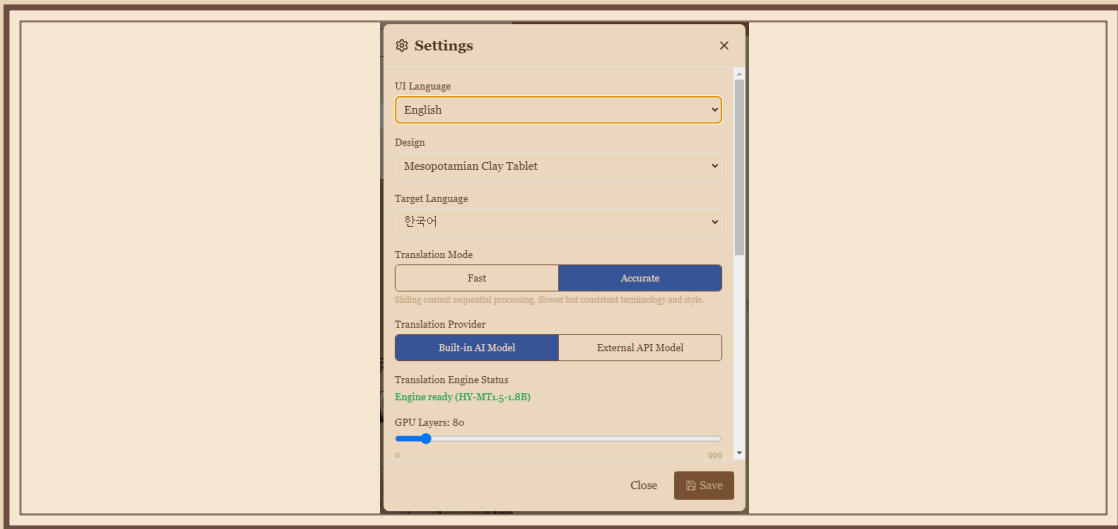 Settings
UI Language
English
Design
Mesopotamian Clay Tablet
Target Language
한국어
Translation Mode
Fast Accurate
Sliding context sequential processing. Slower but consistent terminology and style.
Translation Provider
Built-in AI Model External API Model
Translation Engine Status
Engine ready (HY-MT1.5-1.8B)
GPU Layers: 80
0 999
Close Save